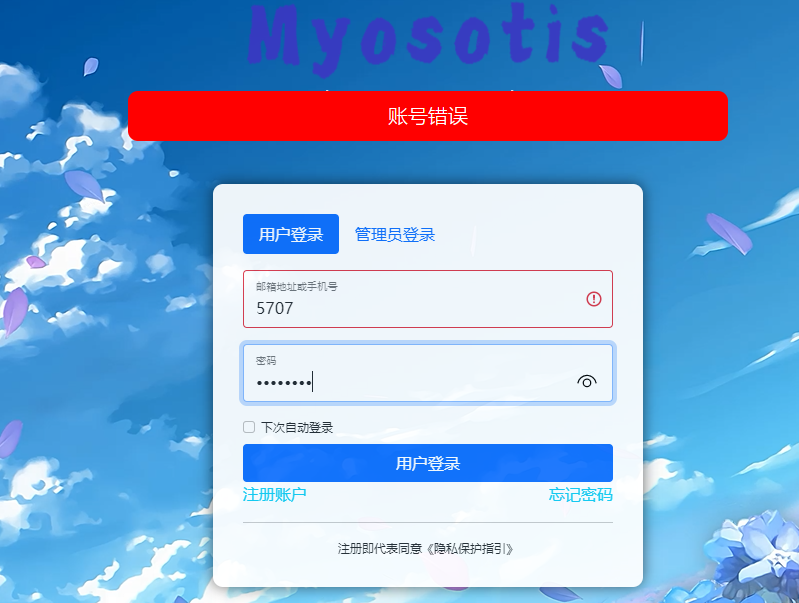 Myosotis
账号错误
用户登录 管理员登录
邮箱地址或手机号
5707
密码
••••••••
下次自动登录
用户登录
注册账户 忘记密码
注册即代表同意《隐私保护指引》